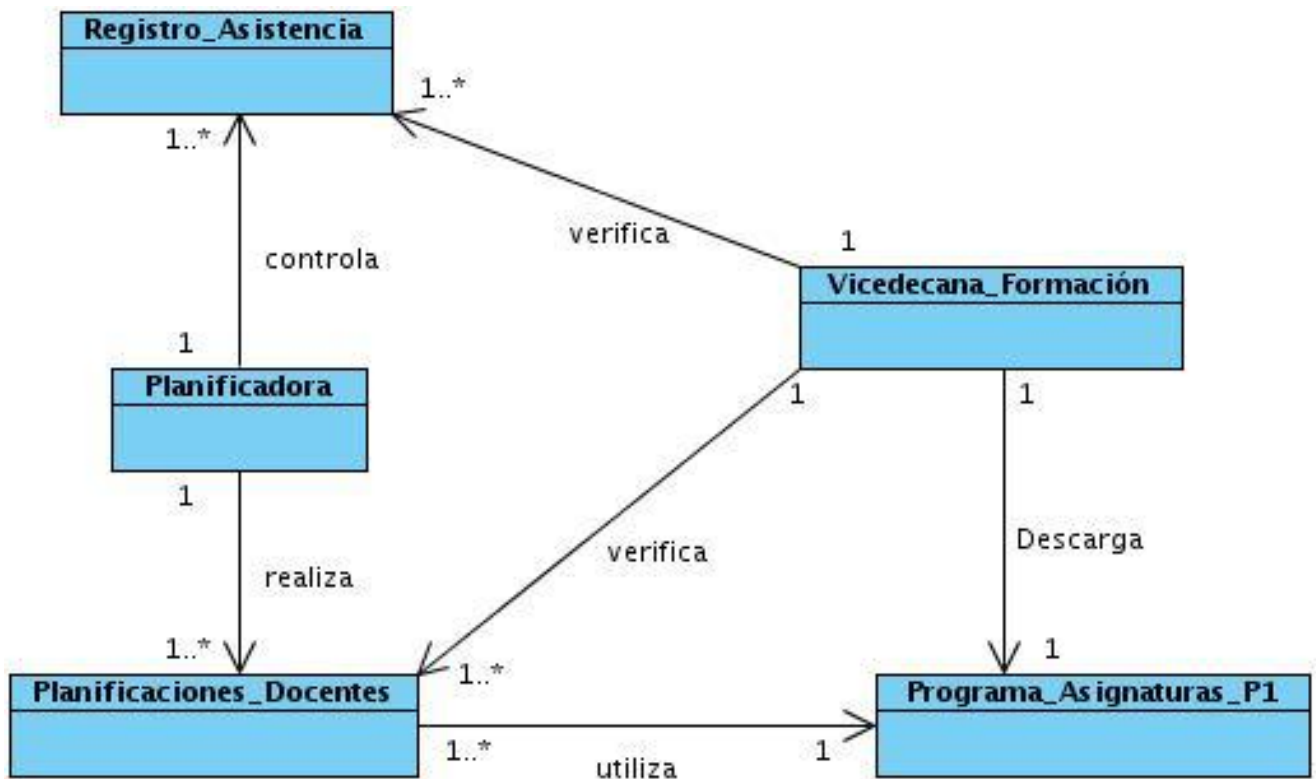 Registro_Asistencia
1..*
1..*
verifica
1
controla
Vicedecana_Formación
1
Planificadora
1
1
1
verifica
Descarga
realiza
1..*
1..*
1
Planificaciones_Docentes
Programa_Asignaturas_P1
1..*
1
utiliza